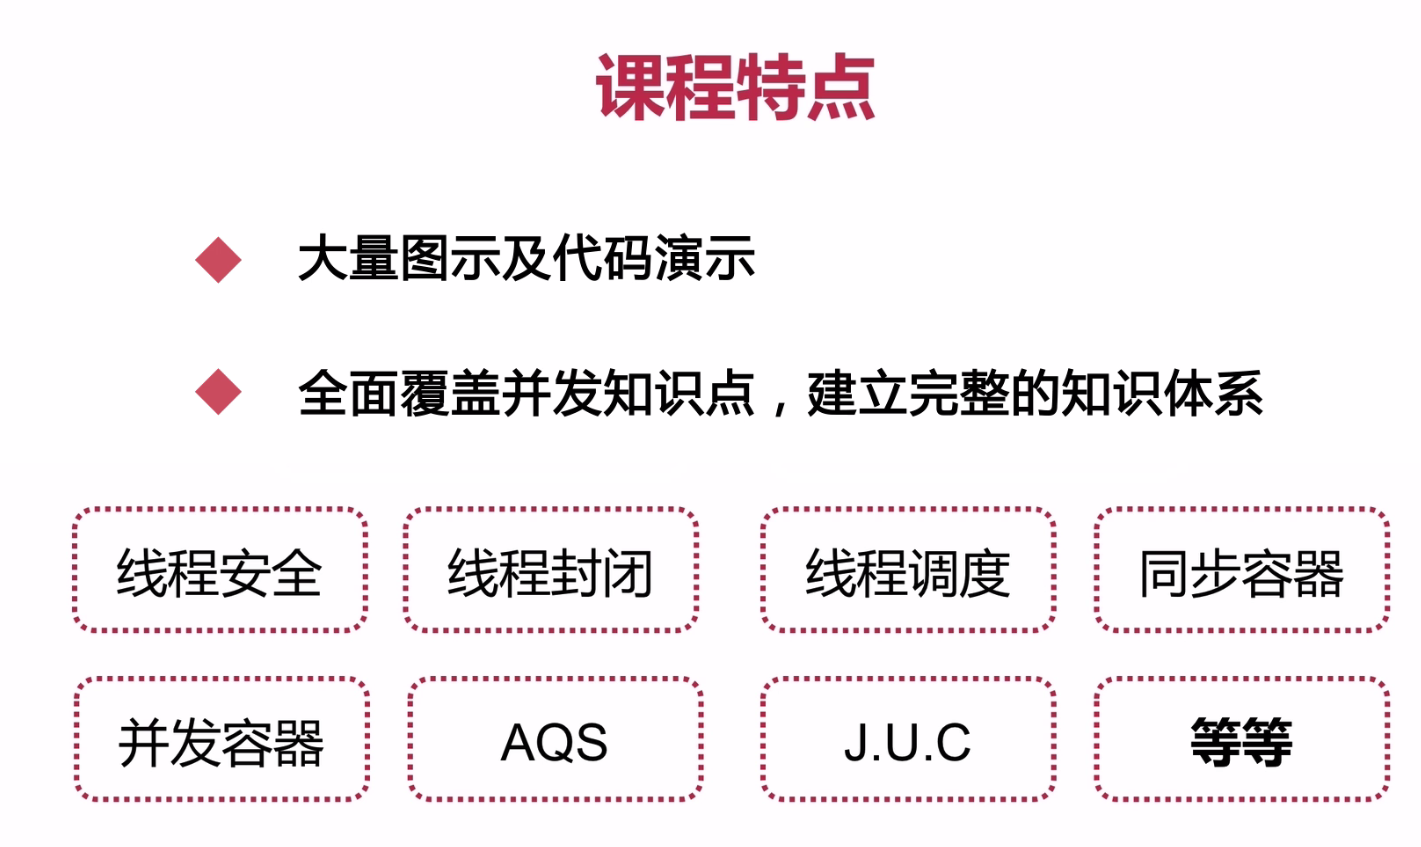 课程特点
大量图示及代码演示
全面覆盖并发知识点，建立完整的知识体系
线程安全
线程封闭
线程调度
同步容器
并发容器
AQS
J.U.C
等等